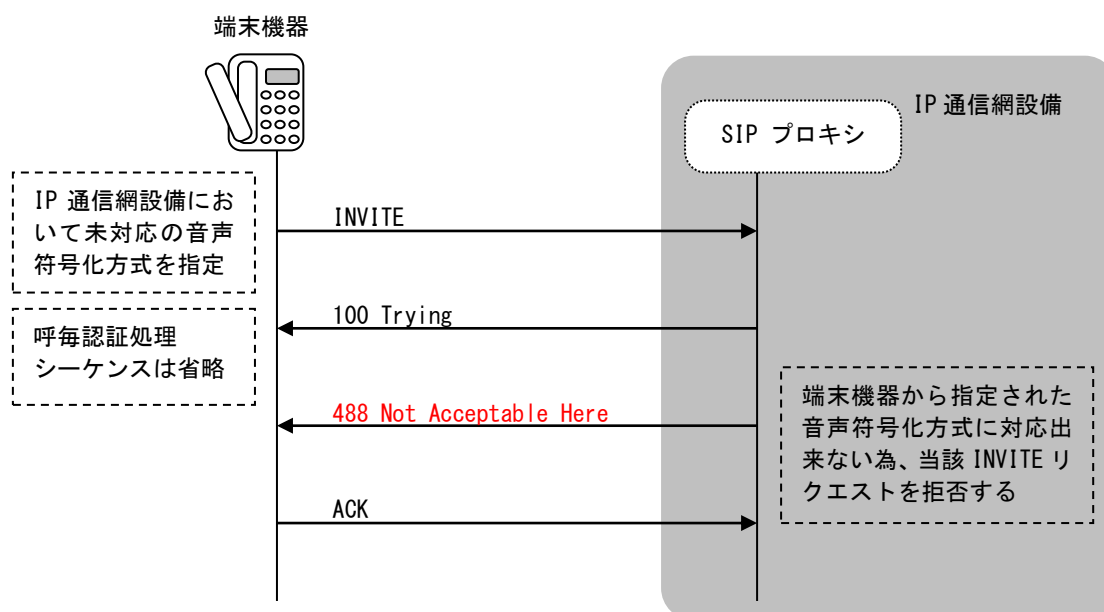 端末機器
IP 通信網設備
SIP プロキシ
IP 通信網設備にお
いて未対応の音声
符号化方式を指定
INVITE
100 Trying
呼毎認証処理
シーケンスは省略
488 Not Acceptable Here
端末機器から指定された
音声符号化方式に対応出
来ない為、当該 INVITE リ
クエストを拒否する
ACK